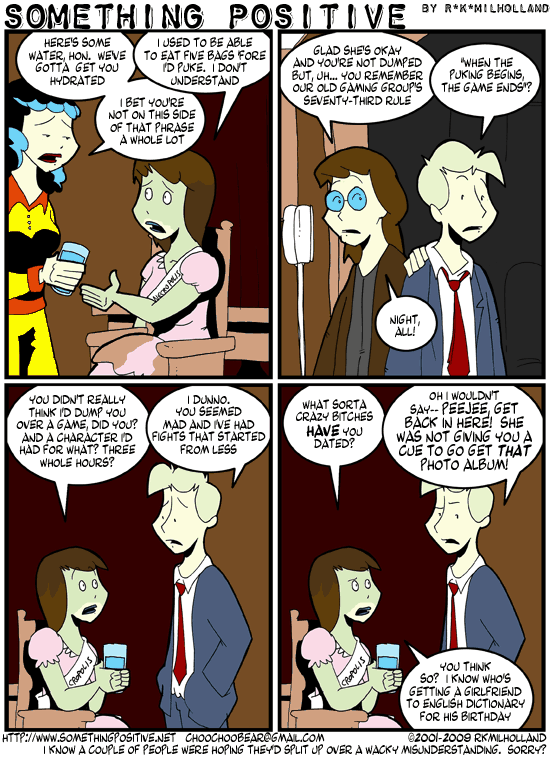 SOMETHING POSITIVE BY R*K*MILHOLLAND
HERE'S SOME
WATER, HON. WE'VE
GOTTA GET YOU
HYDRATED
I USED TO BE ABLE
TO EAT FIVE BAGS 'FORE
I'D PUKE. I DON'T
UNDERSTAND
I BET YOU'RE
NOT ON THIS SIDE
OF THAT PHRASE
A WHOLE LOT
NECROPOLIS
GLAD SHE'S OKAY
AND YOU'RE NOT DUMPED
BUT, UH... YOU REMEMBER
OUR OLD GAMING GROUP'S
SEVENTY-THIRD RULE
"WHEN THE
PUKING BEGINS,
THE GAME ENDS"?
NIGHT,
ALL!
YOU DIDN'T REALLY
THINK I'D DUMP YOU
OVER A GAME, DID YOU?
AND A CHARACTER I'D
HAD FOR WHAT? THREE
WHOLE HOURS?
I DUNNO.
YOU SEEMED
MAD AND I'VE HAD
FIGHTS THAT STARTED
FROM LESS
CROPOLIS
WHAT SORTA
CRAZY BITCHES
HAVE YOU
DATED?
OH I WOULDN'T
SAY-- PEEJEE, GET
BACK IN HERE! SHE
WAS NOT GIVING YOU A
CUE TO GO GET THAT
PHOTO ALBUM!
CROPOLIS
YOU THINK
SO? I KNOW WHO'S
GETTING A GIRLFRIEND
TO ENGLISH DICTIONARY
FOR HIS BIRTHDAY
HTTP://WWW.SOMETHINGPOSITIVE.NET CHOOCHOOBEAR@GMAIL.COM ©2001-2009 RKMILHOLLAND
I KNOW A COUPLE OF PEOPLE WERE HOPING THEY'D SPLIT UP OVER A WACKY MISUNDERSTANDING. SORRY?